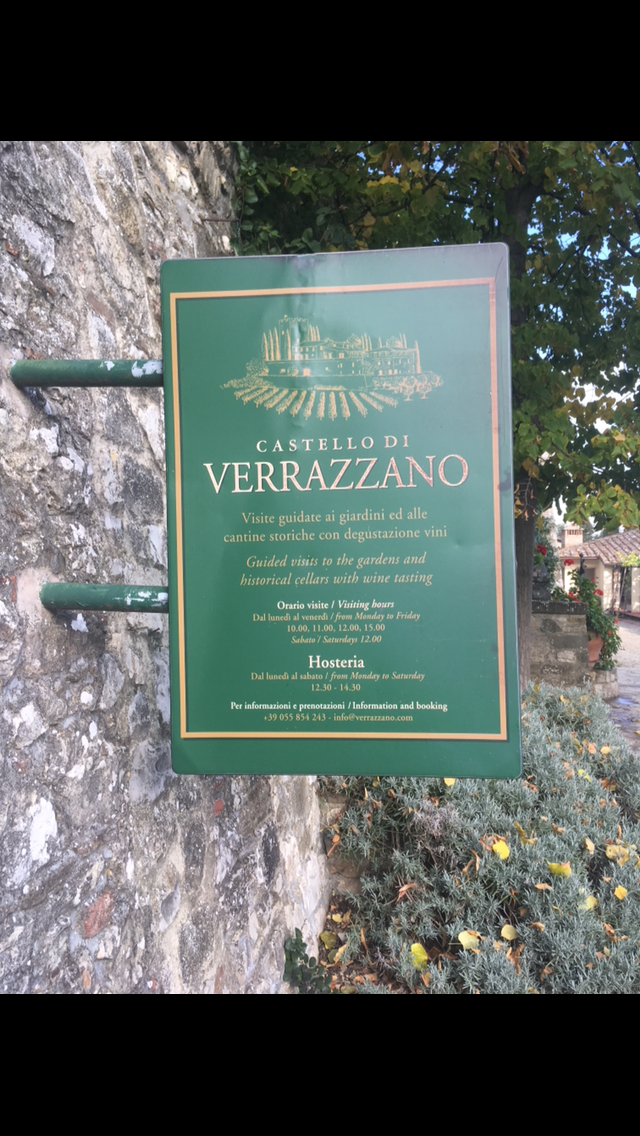 CASTELLO DI
VERRAZZANO
Visite guidate ai giardini ed alle
cantine storiche con degustazione vini
Guided visits to the gardens and
historical cellars with wine tasting
Orario visite / Visiting hours
Dal lunedì al venerdì / from Monday to Friday
10.00, 11.00, 12.00, 15.00
Sabato / Saturdays 12.00
Hosteria
Dal lunedì al sabato / from Monday to Saturday
12.30 - 14.30
Per informazioni e prenotazioni / Information and booking
+39 055 854 243 - info@verrazzano.com